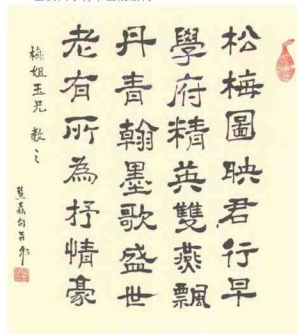 松梅圖映君行早
學府精英雙燕飄
丹青翰墨歌盛世
老有所為抒情豪
梅姐玉兄 教之